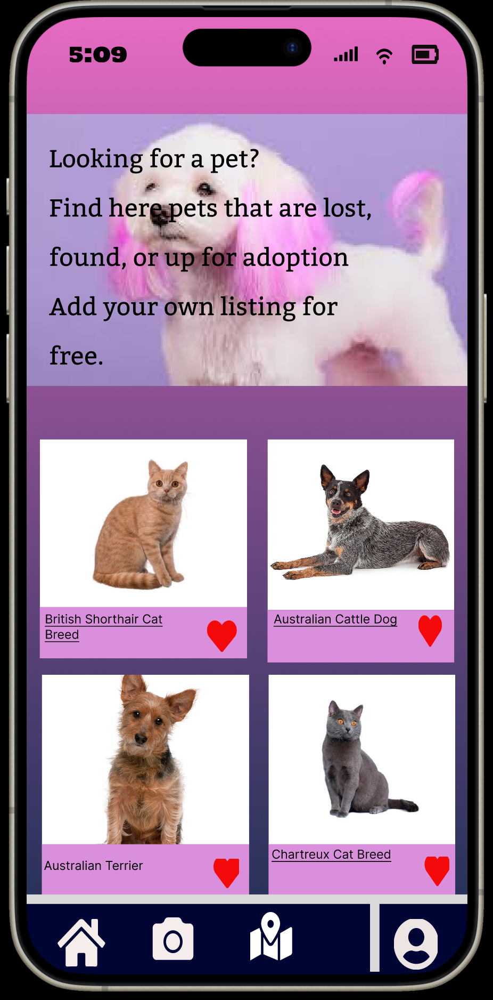 5:09
Looking for a pet?
Find here pets that are lost,
found, or up for adoption
Add your own listing for
free.
British Shorthair Cat
Breed
Australian Cattle Dog
Australian Terrier
Chartreux Cat Breed